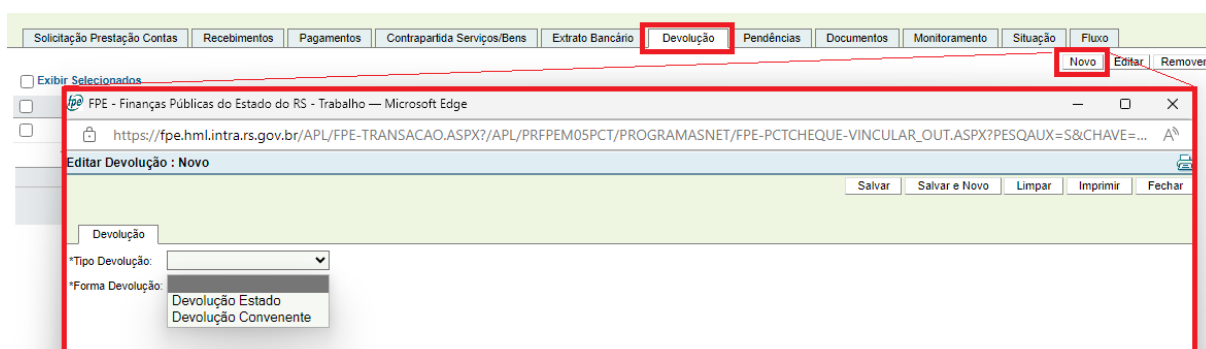 Solicitação Prestação Contas Recebimentos Pagamentos Contrapartida Serviços/Bens Extrato Bancário Devolução Pendências Documentos Monitoramento Situação Fluxo
Novo Editar Remover
Exibir Selecionados
fpe FPE - Finanças Públicas do Estado do RS - Trabalho — Microsoft Edge
https://fpe.hml.intra.rs.gov.br/APL/FPE-TRANSACAO.ASPX?/APL/PRFPEM05PCT/PROGRAMASNET/FPE-PCTCHEQUE-VINCULAR_OUT.ASPX?PESQAUX=S&CHAVE=...
Editar Devolução : Novo
Salvar Salvar e Novo Limpar Imprimir Fechar
Devolução
*Tipo Devolução:
*Forma Devolução:
Devolução Estado
Devolução Convenente